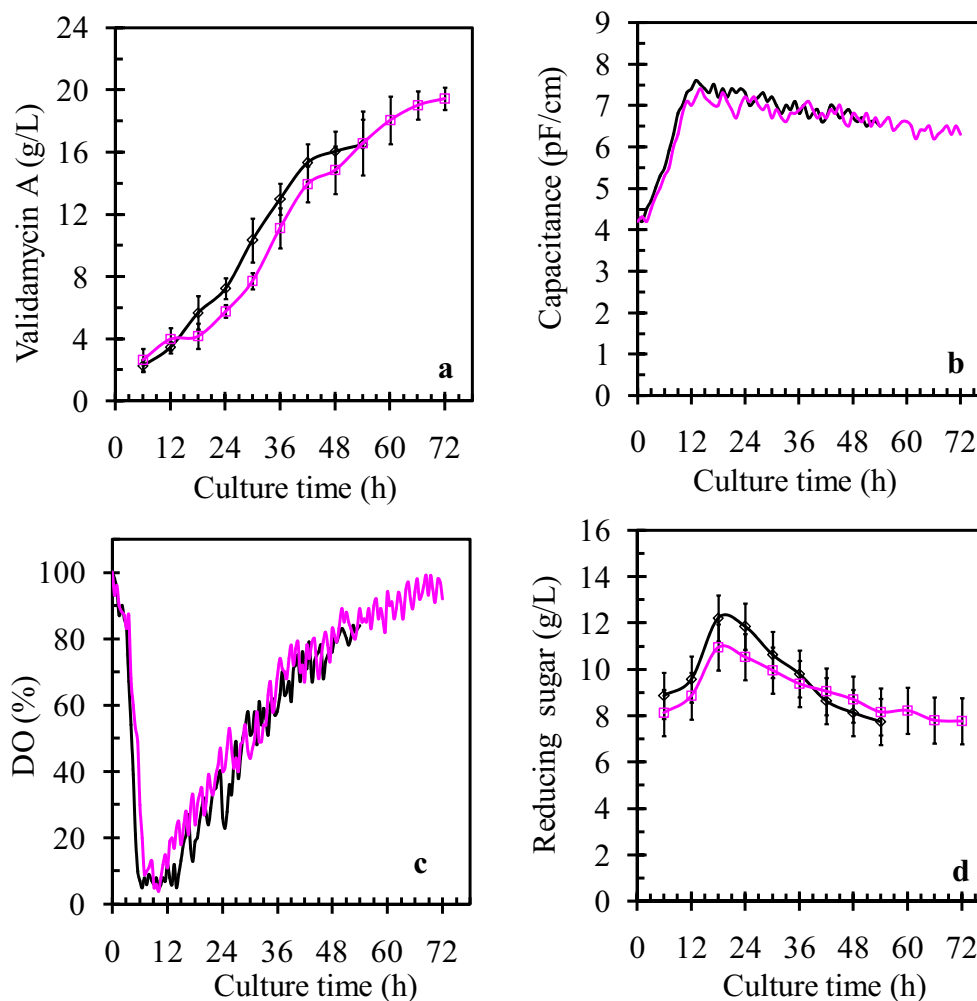 Validamycin A (g/L)
24
20
16
12
8
4
0
0 12 24 36 48 60 72
Culture time (h)
a
Capacitance (pF/cm)
9
8
7
6
5
4
3
2
1
0
0 12 24 36 48 60 72
Culture time (h)
b
DO (%)
100
80
60
40
20
0
0 12 24 36 48 60 72
Culture time (h)
c
Reducing sugar (g/L)
16
14
12
10
8
6
4
2
0
0 12 24 36 48 60 72
Culture time (h)
d